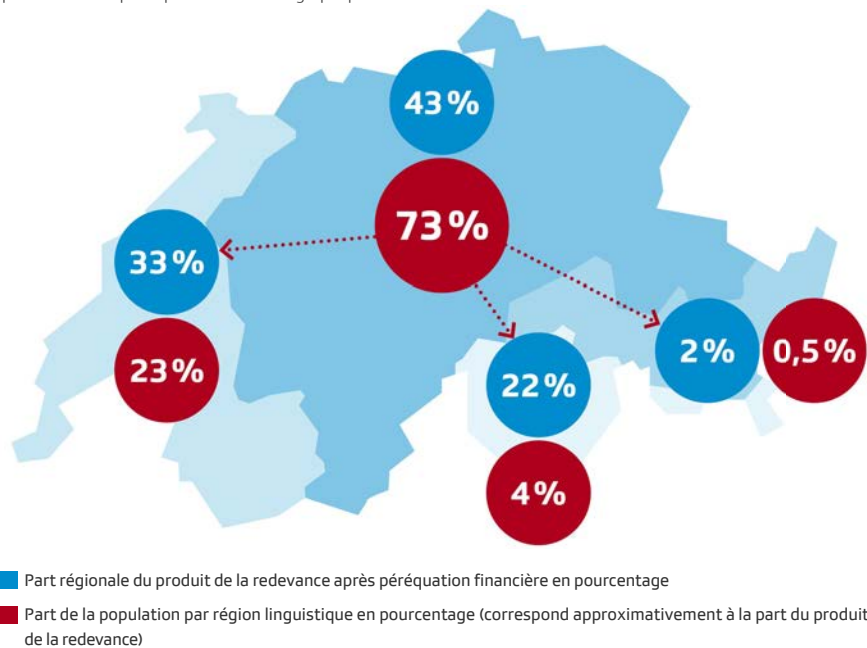 43 %
73 %
33 %
23 %
22 %
4 %
2 %
0,5 %
Part régionale du produit de la redevance après péréquation financière en pourcentage
Part de la population par région linguistique en pourcentage (correspond approximativement à la part du produit
de la redevance)